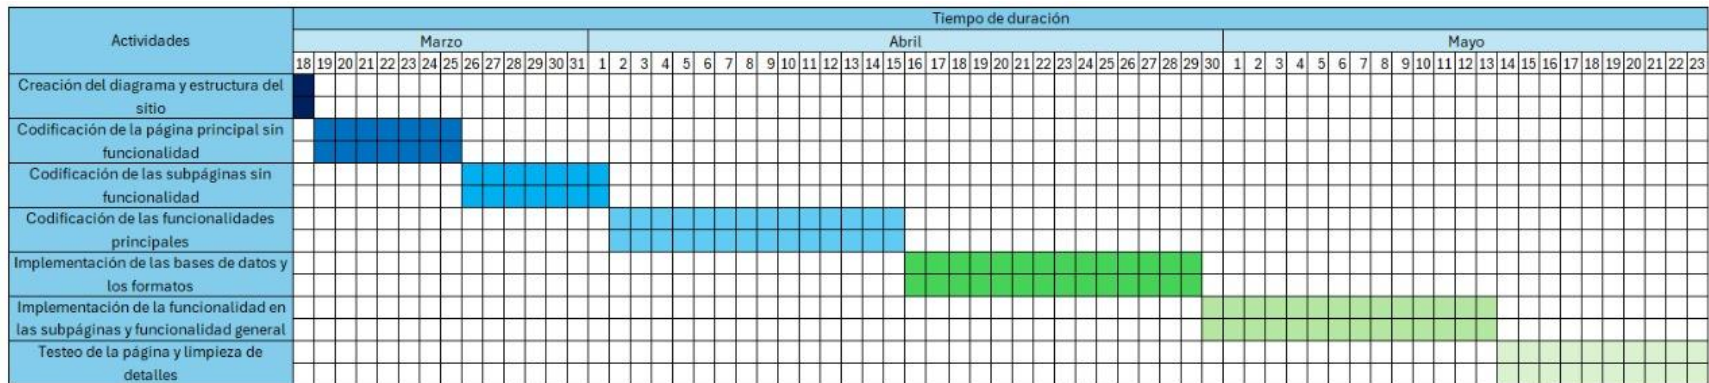 Tiempo de duración
Actividades
Marzo Abril Mayo
18 19 20 21 22 23 24 25 26 27 28 29 30 31 1 2 3 4 5 6 7 8 9 10 11 12 13 14 15 16 17 18 19 20 21 22 23 24 25 26 27 28 29 30 1 2 3 4 5 6 7 8 9 10 11 12 13 14 15 16 17 18 19 20 21 22 23
Creación del diagrama y estructura del
sitio
Codificación de la página principal sin
funcionalidad
Codificación de las subpáginas sin
funcionalidad
Codificación de las funcionalidades
principales
Implementación de las bases de datos y
los formatos
Implementación de la funcionalidad en
las subpáginas y funcionalidad general
Testeo de la página y limpieza de
detalles